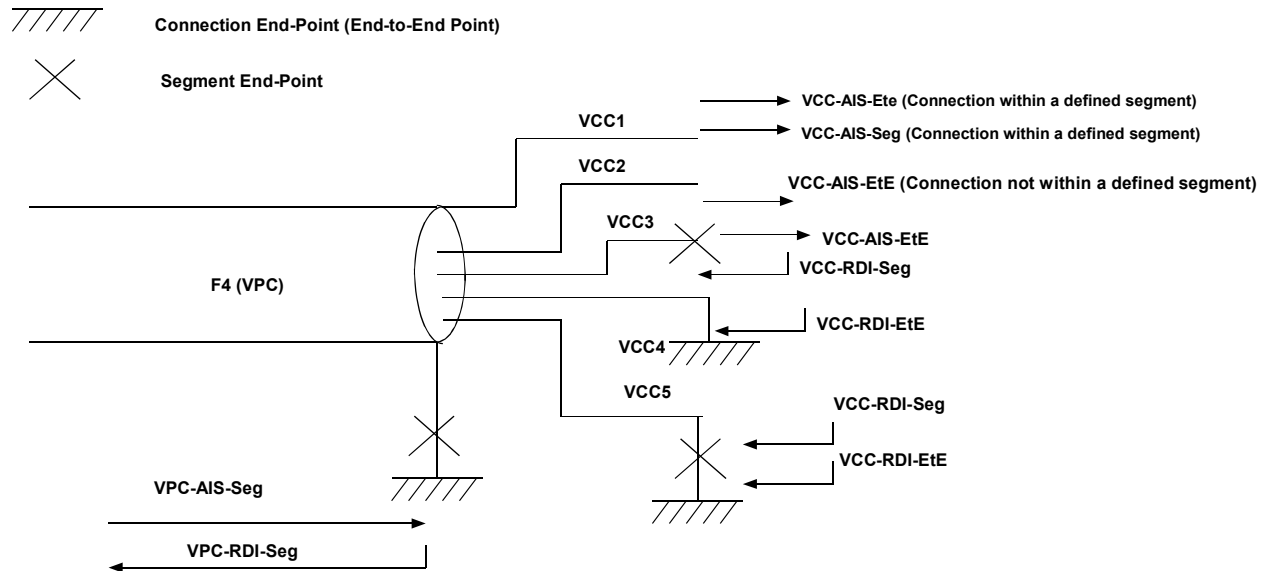 Connection End-Point (End-to-End Point)
Segment End-Point
VCC-AIS-Ete (Connection within a defined segment)
VCC1
VCC-AIS-Seg (Connection within a defined segment)
VCC2
VCC-AIS-EtE (Connection not within a defined segment)
VCC3
VCC-AIS-EtE
VCC-RDI-Seg
F4 (VPC)
VCC-RDI-EtE
VCC4
VCC5
VCC-RDI-Seg
VCC-RDI-EtE
VPC-AIS-Seg
VPC-RDI-Seg